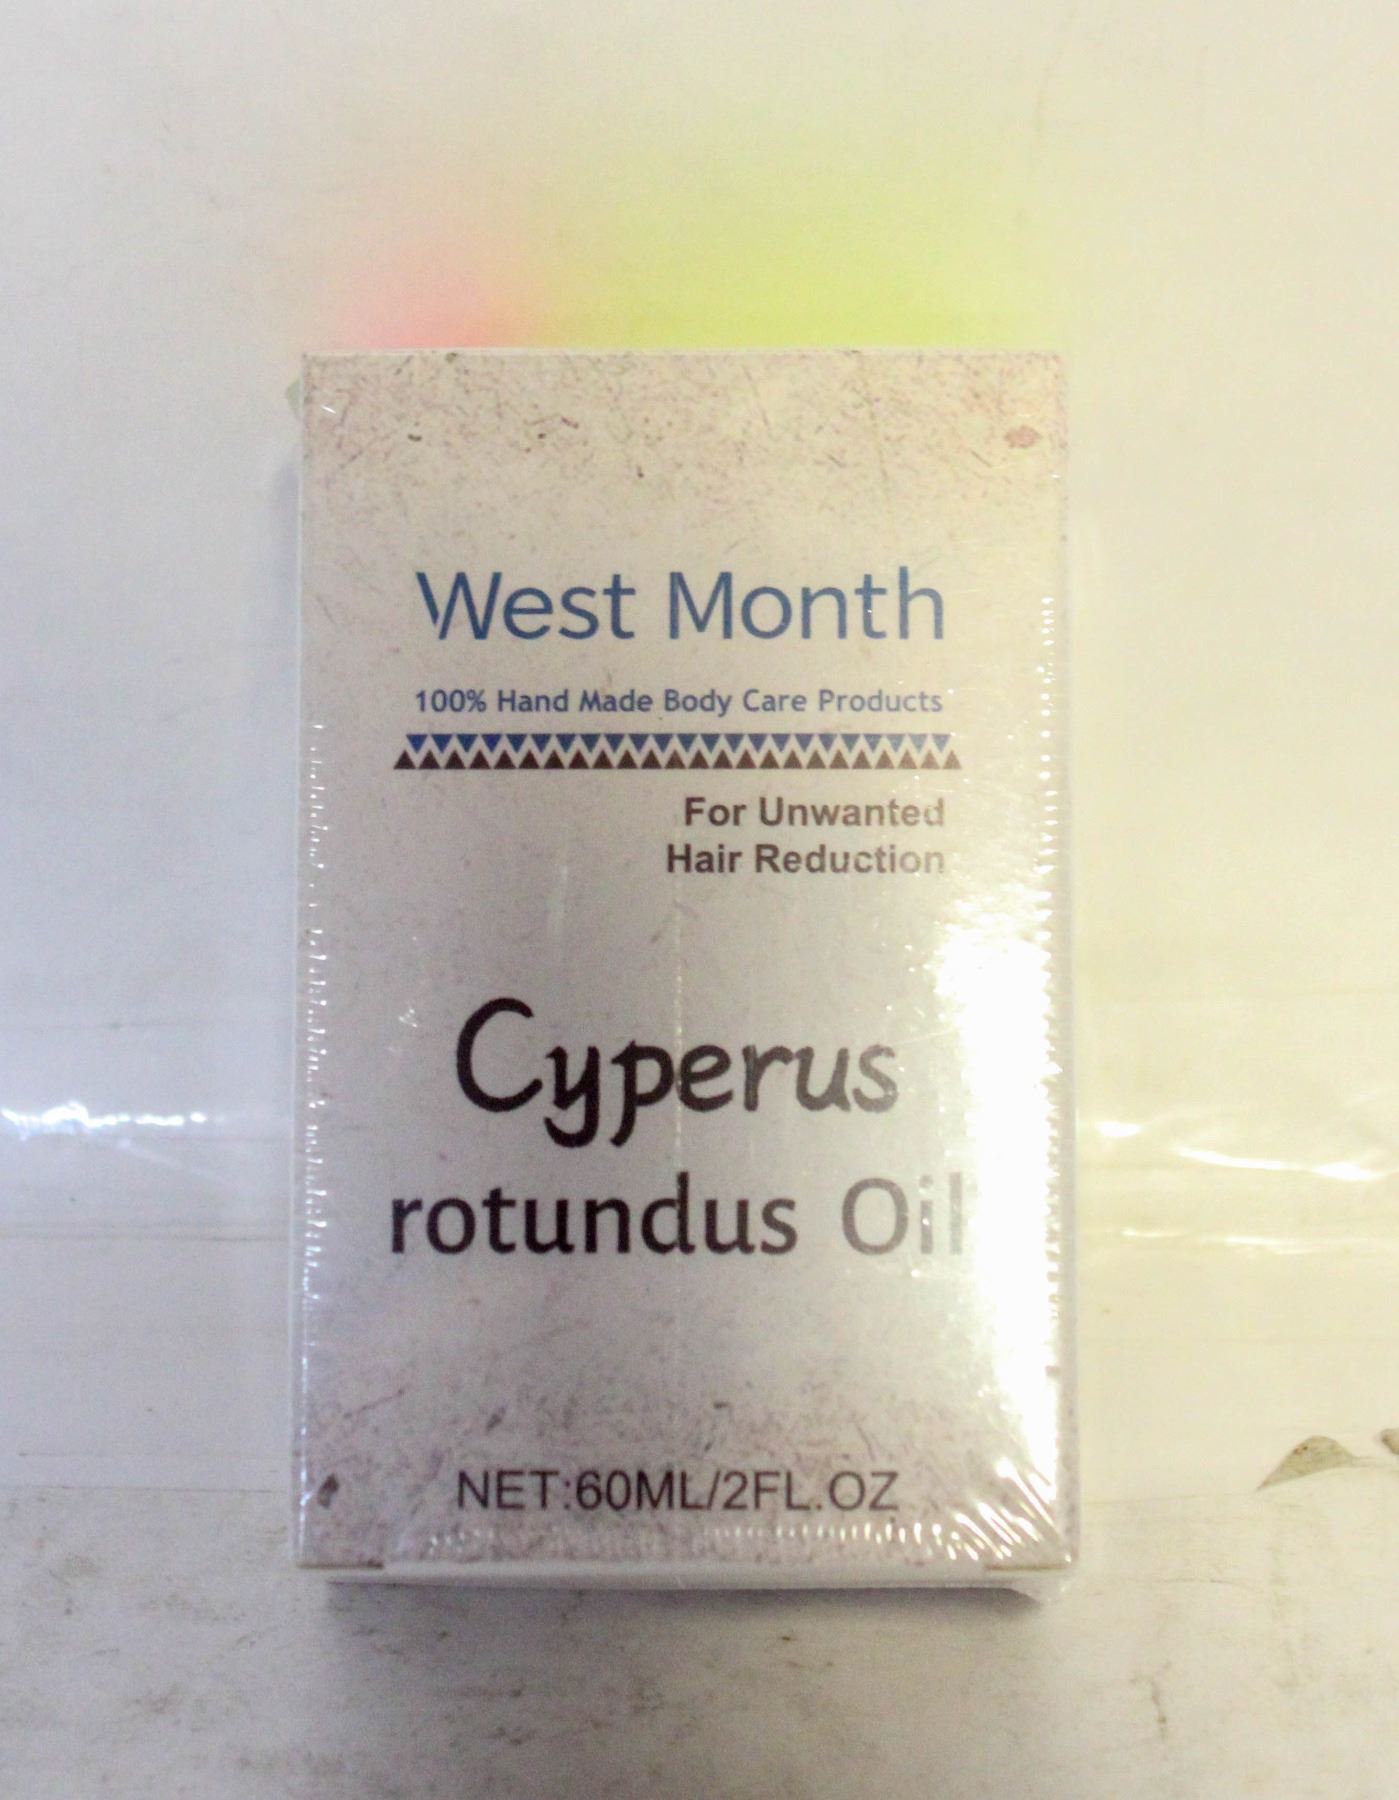 West Month
100% Hand Made Body Care Products
For Unwanted
Hair Reduction
Cyperus
rotundus Oil
NET:60ML/2FL.OZ